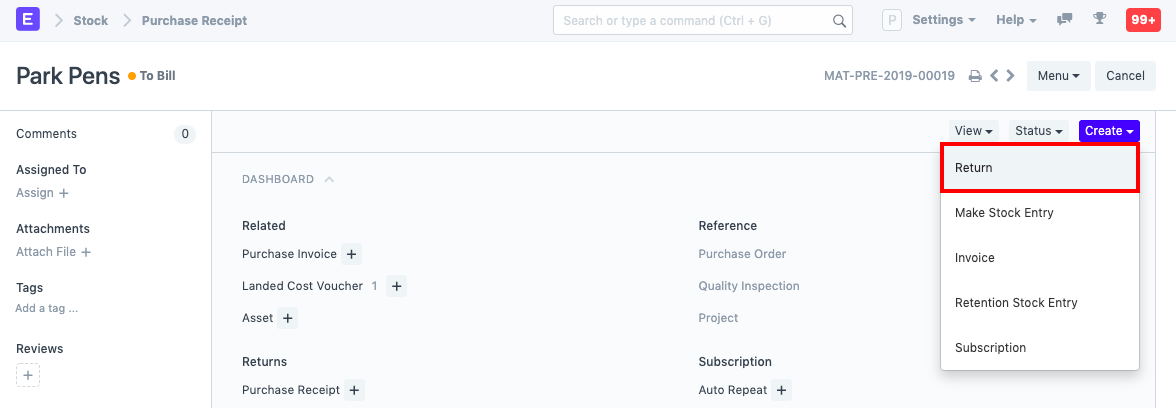 E Stock Purchase Receipt Search or type a command (Ctrl + G) P Settings Help 99+
Park Pens To Bill MAT-PRE-2019-00019 Menu Cancel
Comments 0
View Status Create
Assigned To
Assign +
Attachments
Attach File +
Tags
Add a tag ...
Reviews
+
DASHBOARD
Related
Purchase Invoice +
Landed Cost Voucher 1 +
Asset +
Returns
Purchase Receipt +
Reference
Purchase Order
Quality Inspection
Project
Subscription
Auto Repeat +
Return
Make Stock Entry
Invoice
Retention Stock Entry
Subscription